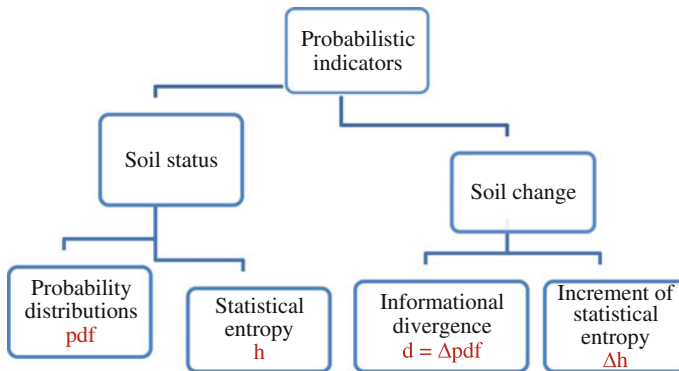 Probabilistic
indicators
Soil status
Soil change
Probability
distributions
pdf
Statistical
entropy
h
Informational
divergence
d = Δpdf
Increment of
statistical
entropy
Δh